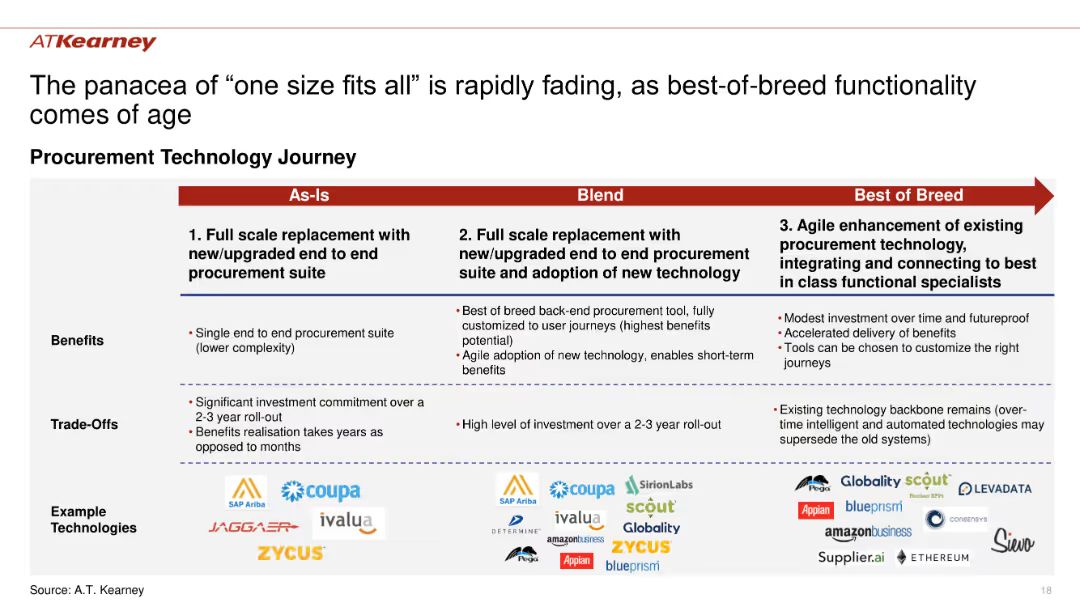 ATKearney
The panacea of “one size fits all” is rapidly fading, as best-of-breed functionality
comes of age
Procurement Technology Journey
As-Is
Blend
Best of Breed
1. Full scale replacement with
new/upgraded end to end
procurement suite
2. Full scale replacement with
new/upgraded end to end procurement
suite and adoption of new technology
3. Agile enhancement of existing
procurement technology,
integrating and connecting to best
in class functional specialists
Benefits
• Single end to end procurement suite
(lower complexity)
• Best of breed back-end procurement tool, fully
customized to user journeys (highest benefits
potential)
• Agile adoption of new technology, enables short-term
benefits
• Modest investment over time and futureproof
• Accelerated delivery of benefits
• Tools can be chosen to customize the right
journeys
Trade-Offs
• Significant investment commitment over a
2-3 year roll-out
• Benefits realisation takes years as
opposed to months
• High level of investment over a 2-3 year roll-out
• Existing technology backbone remains (over-
time intelligent and automated technologies may
supersede the old systems)
Example
Technologies
SAP Ariba
coupa
JAGGAER
ivalua
ZYCUS
SAP Ariba
coupa
SirionLabs
scout
DETERMINE
ivalua
Globality
amazonbusiness
ZYCUS
Pega
Appian
blueprism
Pega
Globality
scout
LEVADATA
Appian
blueprism
CONSENSYS
amazonbusiness
Sievo
Supplier.ai
ETHEREUM
Source: A.T. Kearney
18